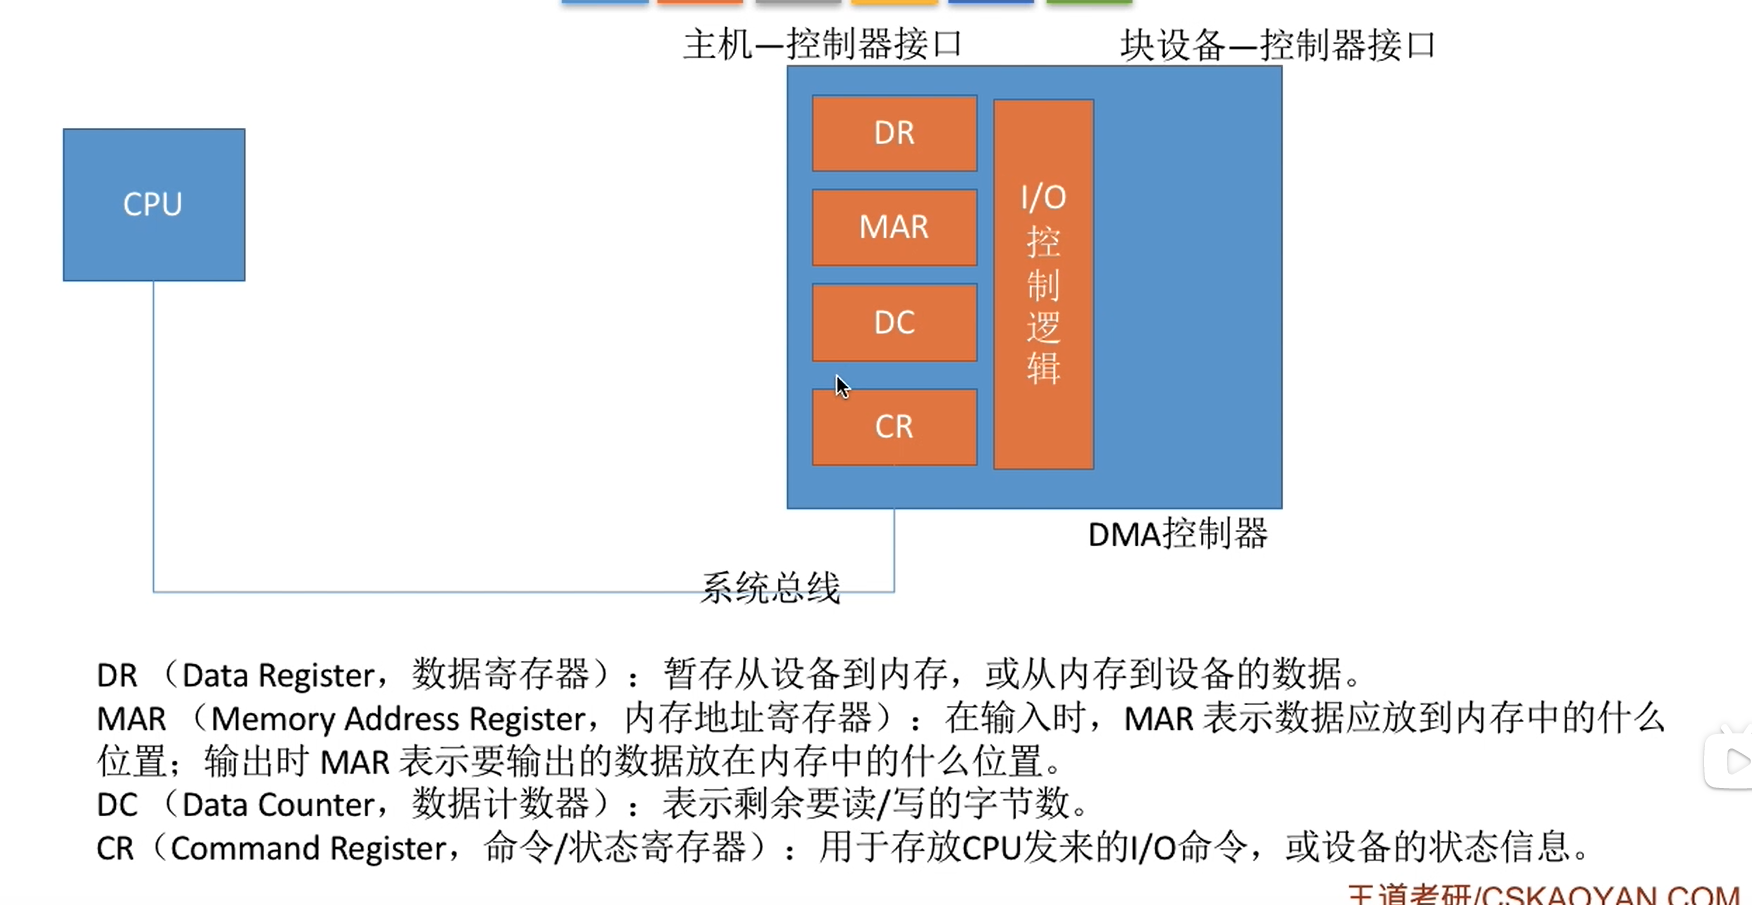 主机—控制器接口
块设备—控制器接口
CPU
DR
MAR
DC
CR
I/O
控
制
逻
辑
DMA控制器
系统总线
DR （Data Register，数据寄存器）：暂存从设备到内存，或从内存到设备的数据。
MAR （Memory Address Register，内存地址寄存器）：在输入时，MAR 表示数据应放到内存中的什么
位置；输出时 MAR 表示要输出的数据放在内存中的什么位置。
DC （Data Counter，数据计数器）：表示剩余要读/写的字节数。
CR（Command Register，命令/状态寄存器）：用于存放CPU发来的I/O命令，或设备的状态信息。
王道考研/CSKAOYAN.COM